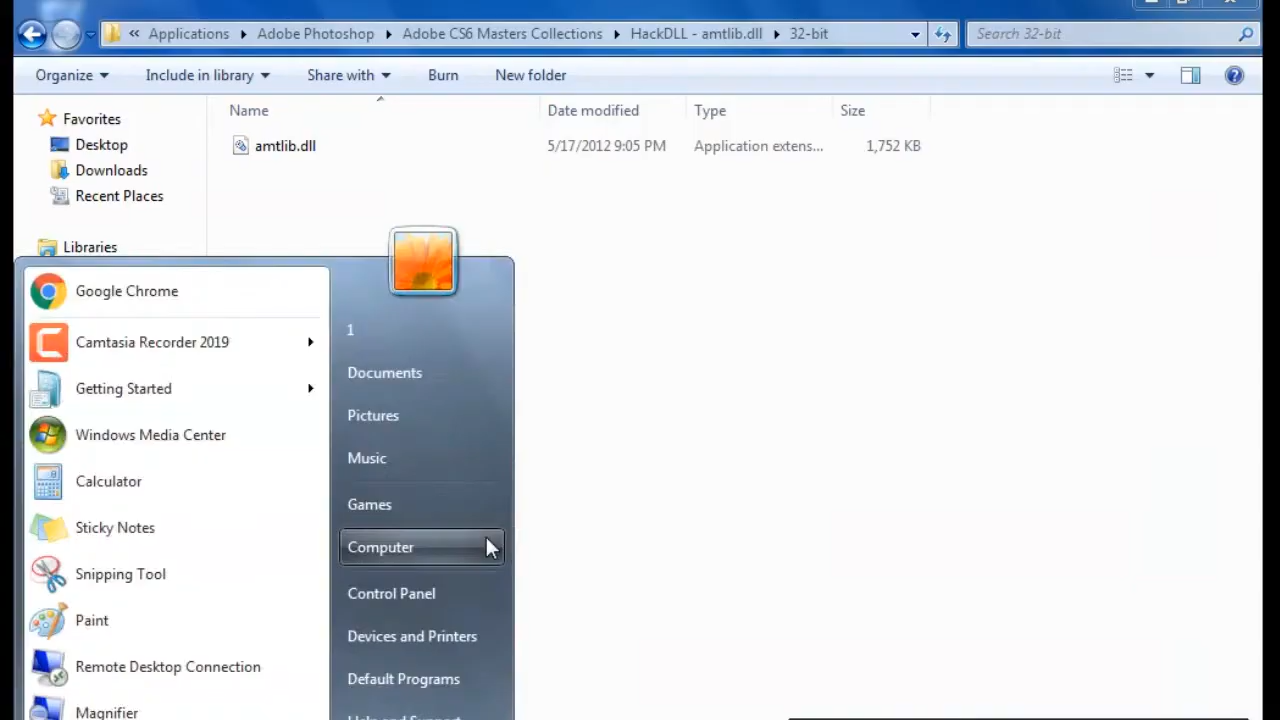 « Applications Adobe Photoshop Adobe CS6 Masters Collections HackDLL - amtlib.dll 32-bit Search 32-bit
Organize Include in library Share with Burn New folder
Name Date modified Type Size
amtlib.dll 5/17/2012 9:05 PM Application extens... 1,752 KB
Favorites
Desktop
Downloads
Recent Places
Libraries
Google Chrome
Camtasia Recorder 2019
Getting Started
Windows Media Center
Calculator
Sticky Notes
Snipping Tool
Paint
Remote Desktop Connection
Magnifier
1
Documents
Pictures
Music
Games
Computer
Control Panel
Devices and Printers
Default Programs
Help and Support